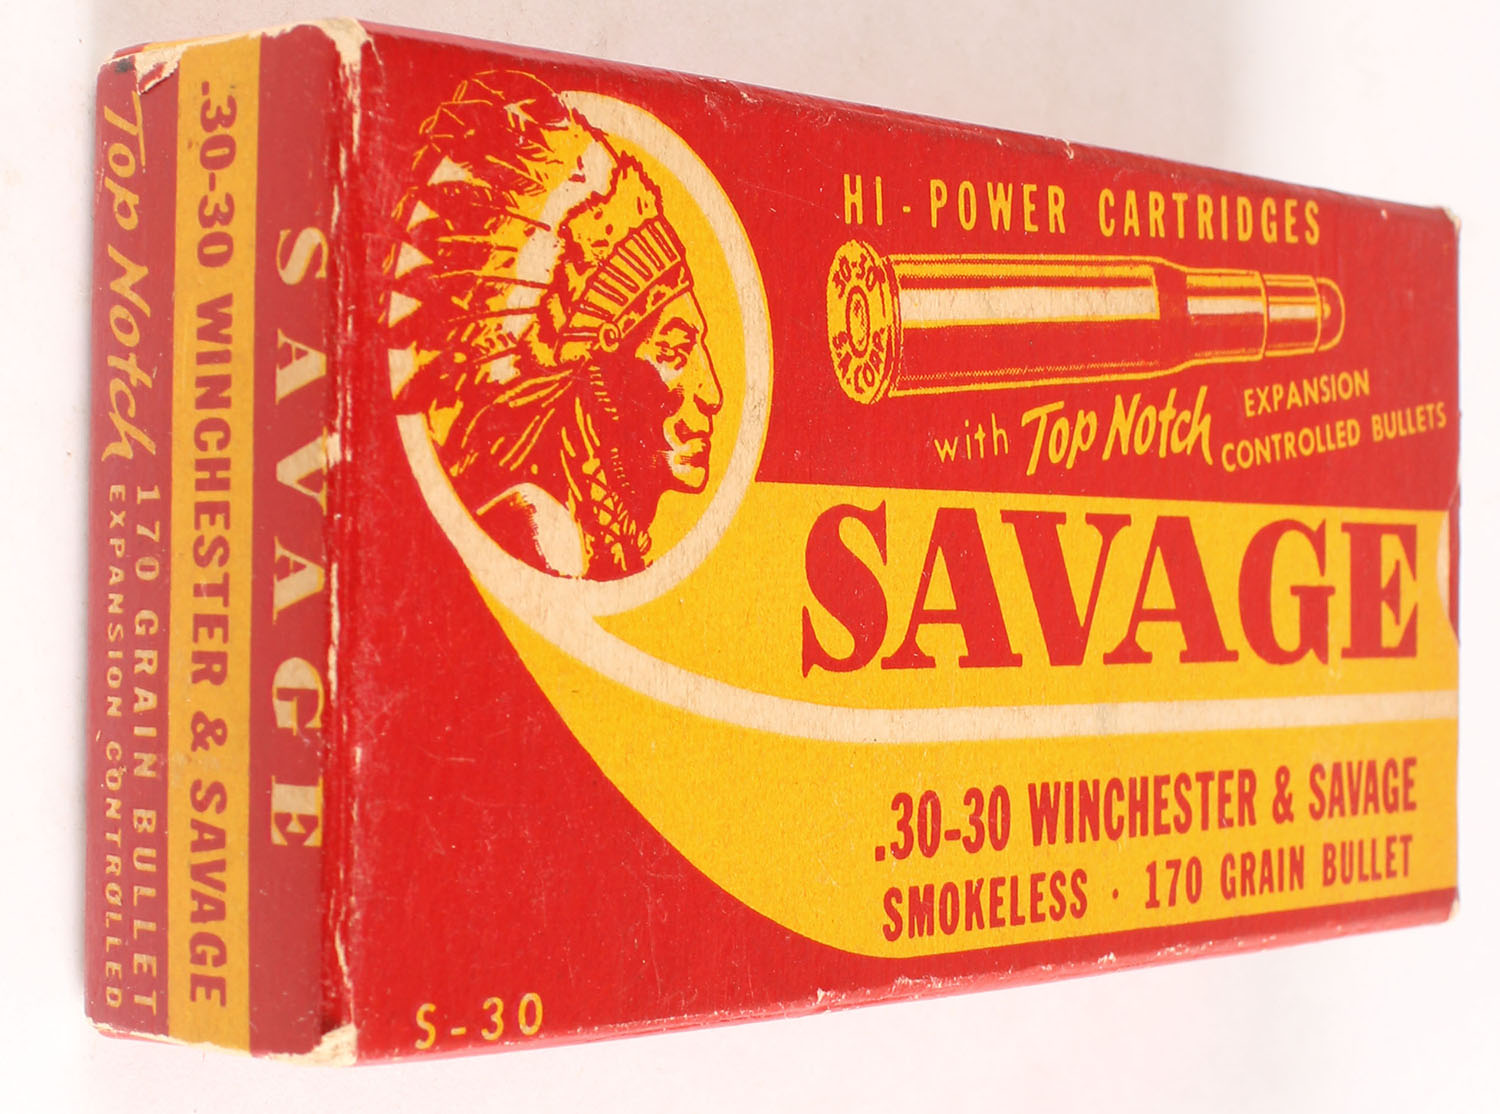 HI-POWER CARTRIDGES
30-30
SAV. CORP.
with Top Notch EXPANSION
CONTROLLED BULLETS
SAVAGE
.30-30 WINCHESTER & SAVAGE
SMOKELESS · 170 GRAIN BULLET
S-30
SAVAGE
.30-30 WINCHESTER & SAVAGE
Top Notch 170 GRAIN BULLET
EXPANSION CONTROLLED